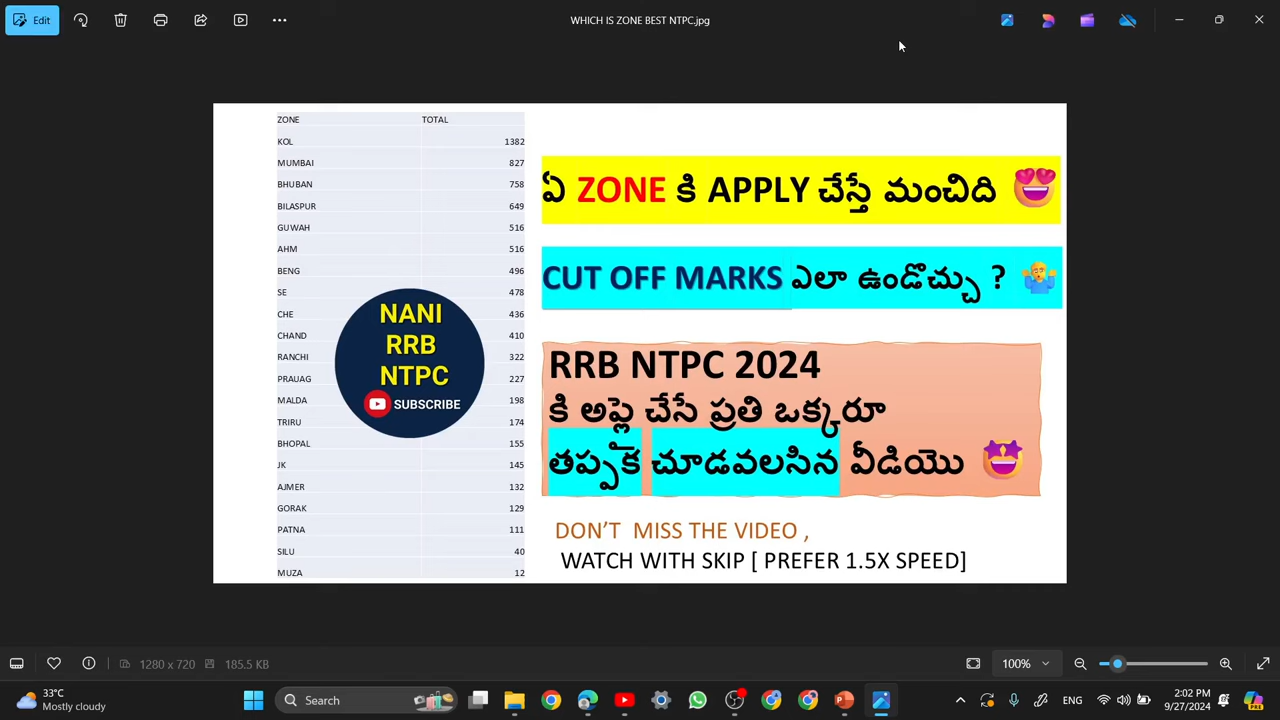 Edit
WHICH IS ZONE BEST NTPC.jpg
ZONE TOTAL
KOL 1382
MUMBAI 827
BHUBAN 758
BILASPUR 649
GUWAH 516
AHM 516
BENG 496
SE 478
CHE 436
CHAND 410
RANCHI 322
PRAUAG 227
MALDA 198
TRIRU 174
BHOPAL 155
JK 145
AJMER 132
GORAK 129
PATNA 111
SILU 40
MUZA 12
NANI
RRB
NTPC
SUBSCRIBE
ఏ ZONE కి APPLY చేస్తే మంచిది 😍
CUT OFF MARKS ఎలా ఉండొచ్చు ? 🤷‍♂️
RRB NTPC 2024
కి అప్లై చేసే ప్రతి ఒక్కరూ
తప్పక చూడవలసిన వీడియొ 🤩
DON’T MISS THE VIDEO ,
WATCH WITH SKIP [ PREFER 1.5X SPEED]
1280 x 720 185.5 KB 100%
33°C
Mostly cloudy
Search
ENG
2:02 PM
9/27/2024